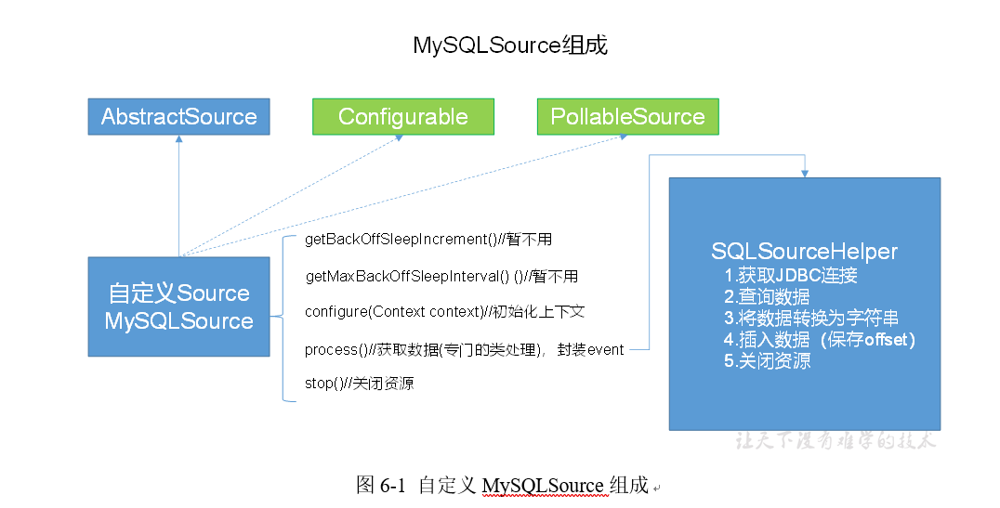 MySQLSource组成
AbstractSource
Configurable
PollableSource
自定义Source
MySQLSource
getBackOffSleepIncrement()//暂不用
getMaxBackOffSleepInterval() ()//暂不用
configure(Context context)//初始化上下文
process()//获取数据(专门的类处理)，封装event
stop()//关闭资源
SQLSourceHelper
1.获取JDBC连接
2.查询数据
3.将数据转换为字符串
4.插入数据（保存offset）
5.关闭资源
让天下没有难学的技术
图 6-1 自定义 MySQLSource 组成